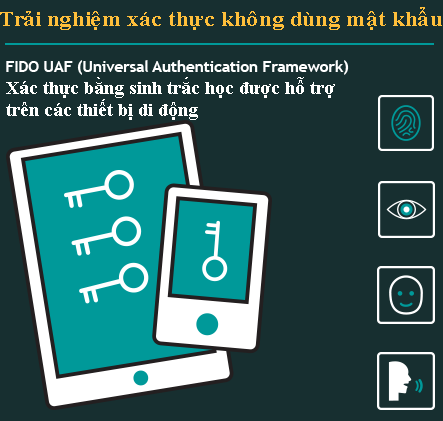 Trải nghiệm xác thực không dùng mật khẩu
FIDO UAF (Universal Authentication Framework)
Xác thực bằng sinh trắc học được hỗ trợ
trên các thiết bị di động